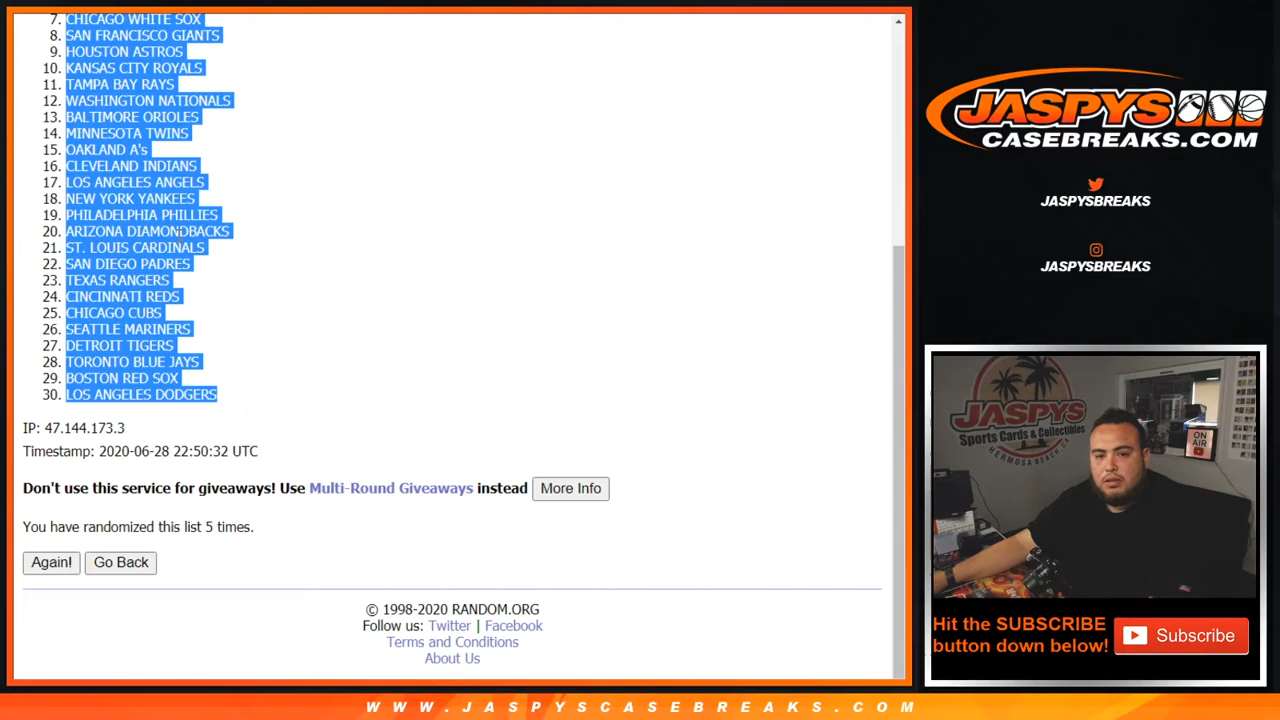 7. CHICAGO WHITE SOX
8. SAN FRANCISCO GIANTS
9. HOUSTON ASTROS
10. KANSAS CITY ROYALS
11. TAMPA BAY RAYS
12. WASHINGTON NATIONALS
13. BALTIMORE ORIOLES
14. MINNESOTA TWINS
15. OAKLAND A's
16. CLEVELAND INDIANS
17. LOS ANGELES ANGELS
18. NEW YORK YANKEES
19. PHILADELPHIA PHILLIES
20. ARIZONA DIAMONDBACKS
21. ST. LOUIS CARDINALS
22. SAN DIEGO PADRES
23. TEXAS RANGERS
24. CINCINNATI REDS
25. CHICAGO CUBS
26. SEATTLE MARINERS
27. DETROIT TIGERS
28. TORONTO BLUE JAYS
29. BOSTON RED SOX
30. LOS ANGELES DODGERS
IP: 47.144.173.3
Timestamp: 2020-06-28 22:50:32 UTC
Don't use this service for giveaways! Use Multi-Round Giveaways instead More Info
You have randomized this list 5 times.
Again! Go Back
© 1998-2020 RANDOM.ORG
Follow us: Twitter | Facebook
Terms and Conditions
About Us
JASPYS
CASEBREAKS.COM
JASPYSBREAKS
JASPYSBREAKS
JASPYS
Sports Cards & Collectibles
HERMOSA BEACH, CA
ON
AIR
Hit the SUBSCRIBE
button down below!
Subscribe
WWW.JASPYSCASEBREAKS.COM